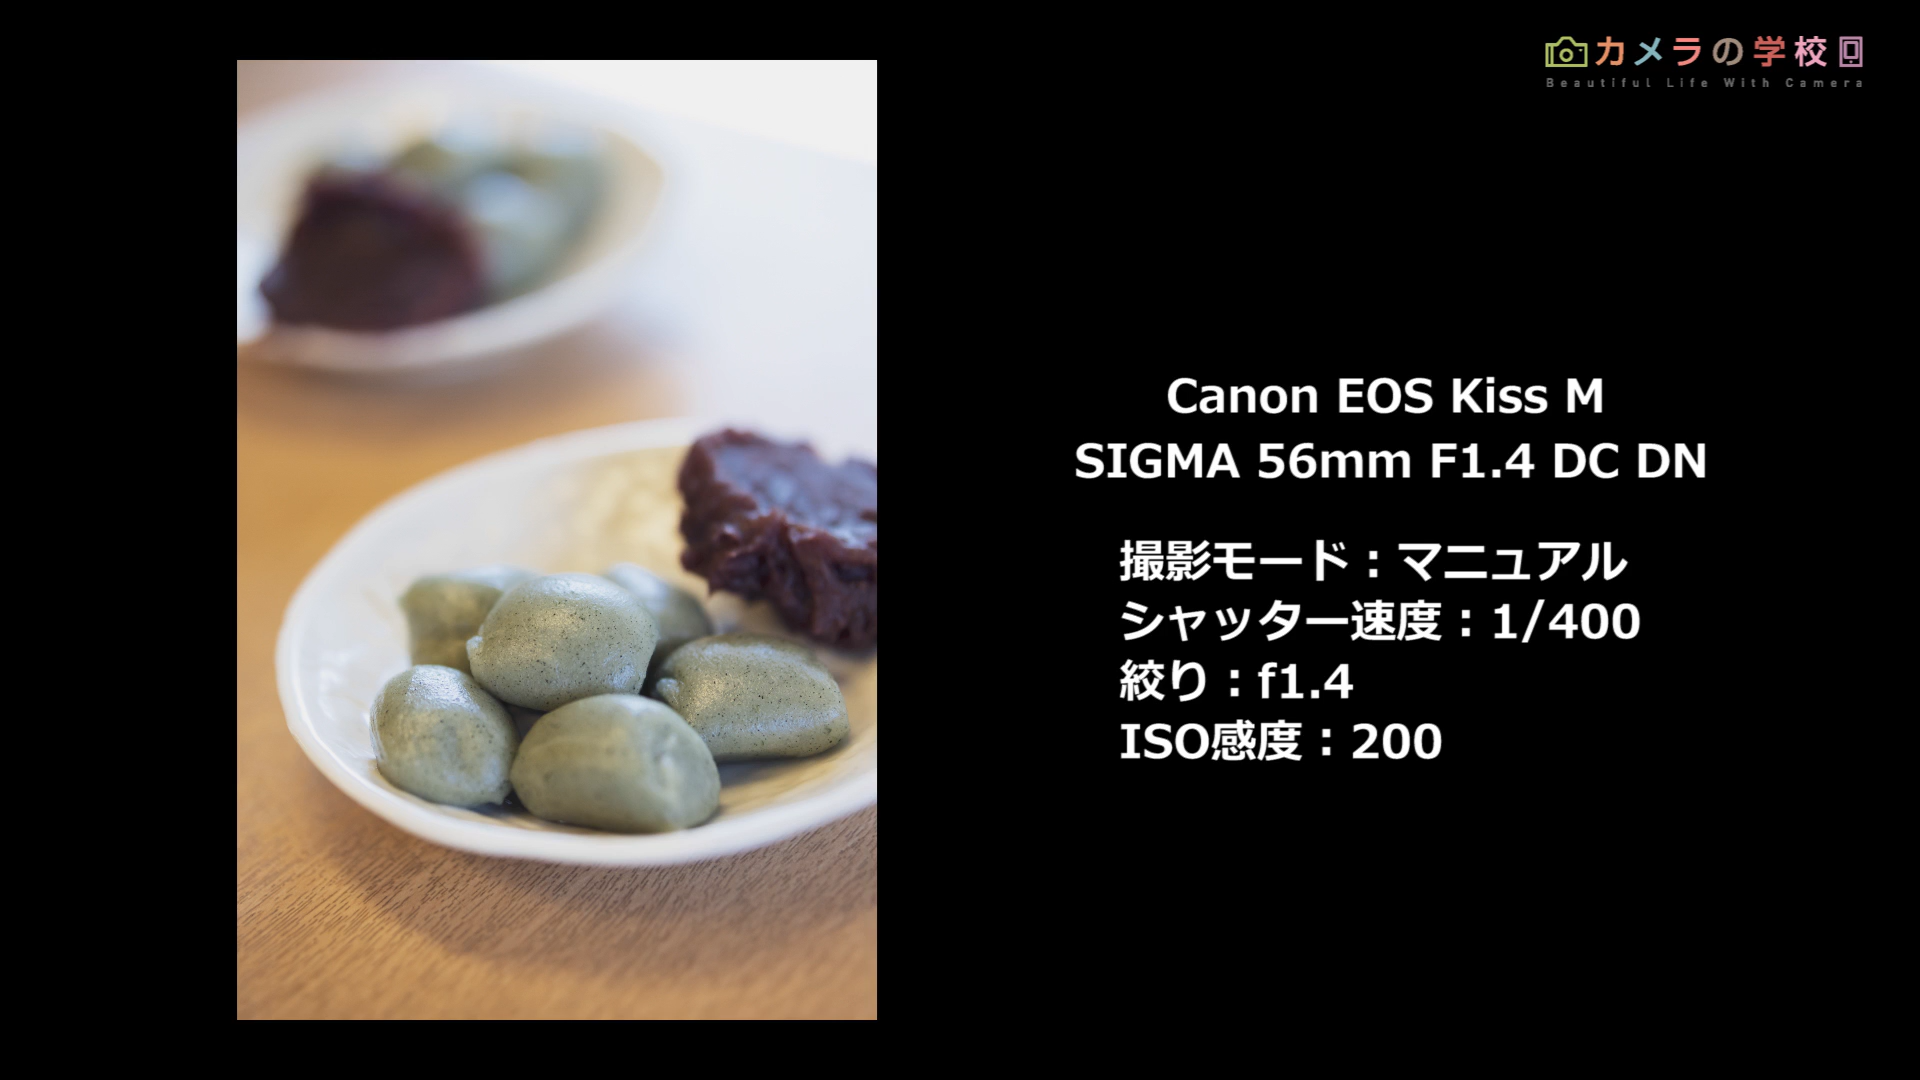 カメラの学校
Beautiful Life With Camera
Canon EOS Kiss M
SIGMA 56mm F1.4 DC DN
撮影モード：マニュアル
シャッター速度：1/400
絞り：f1.4
ISO感度：200